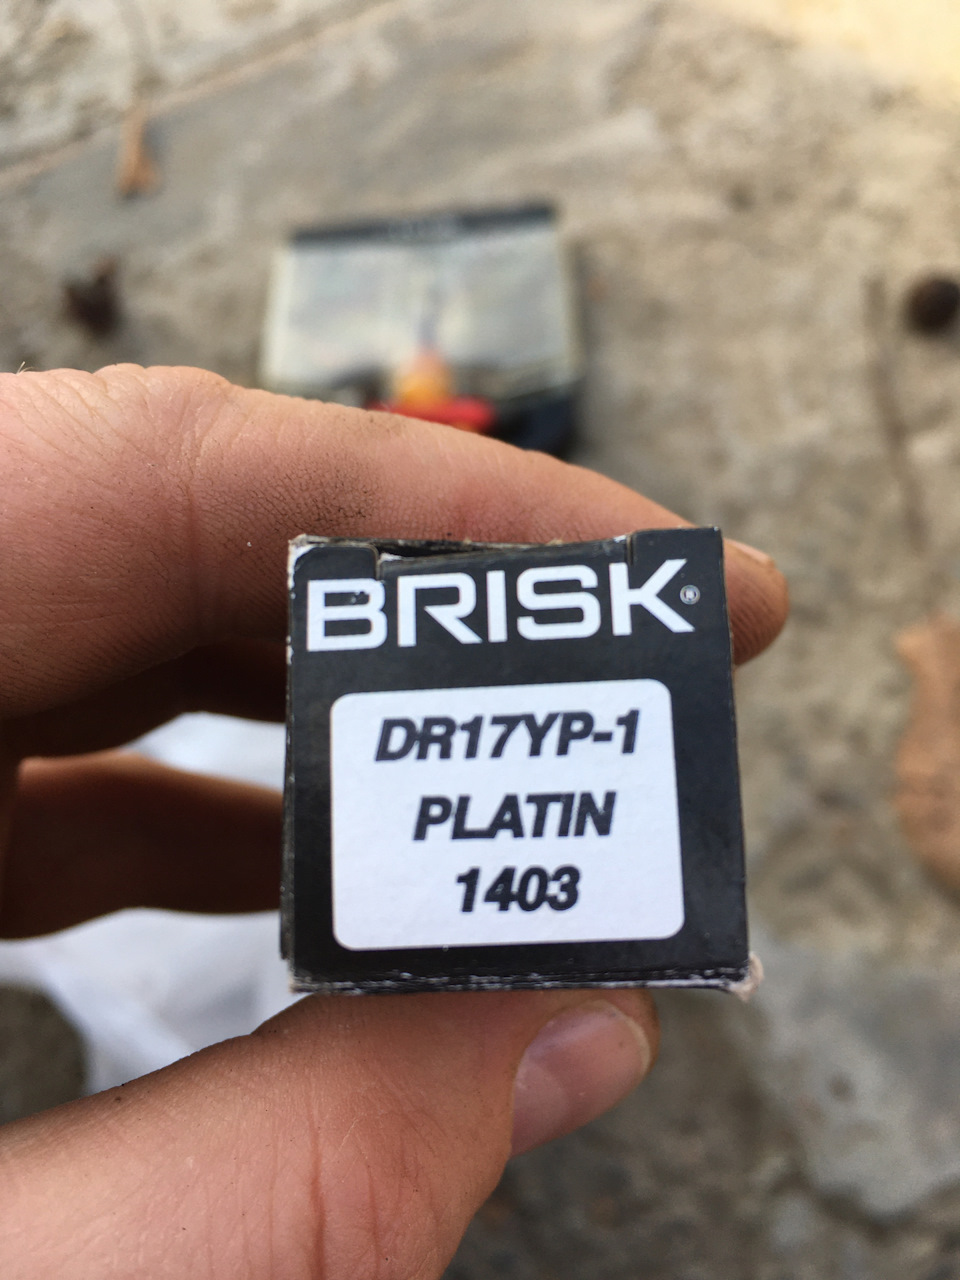 BRISK®
DR17YP-1
PLATIN
1403